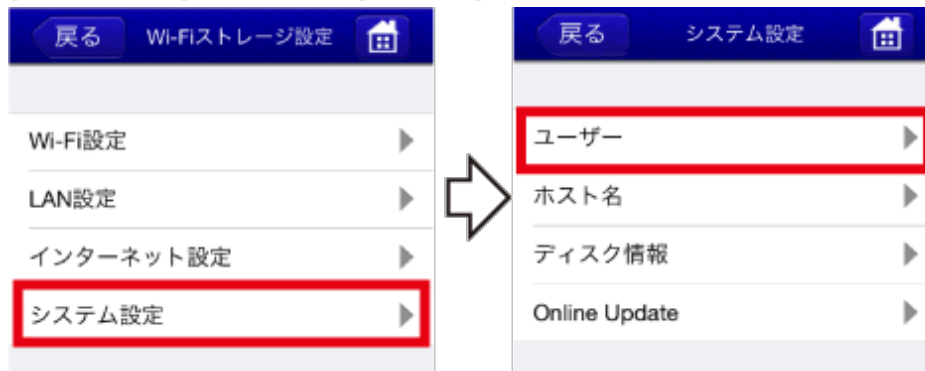 戻る Wi-Fiストレージ設定
Wi-Fi設定
LAN設定
インターネット設定
システム設定
戻る システム設定
ユーザー
ホスト名
ディスク情報
Online Update